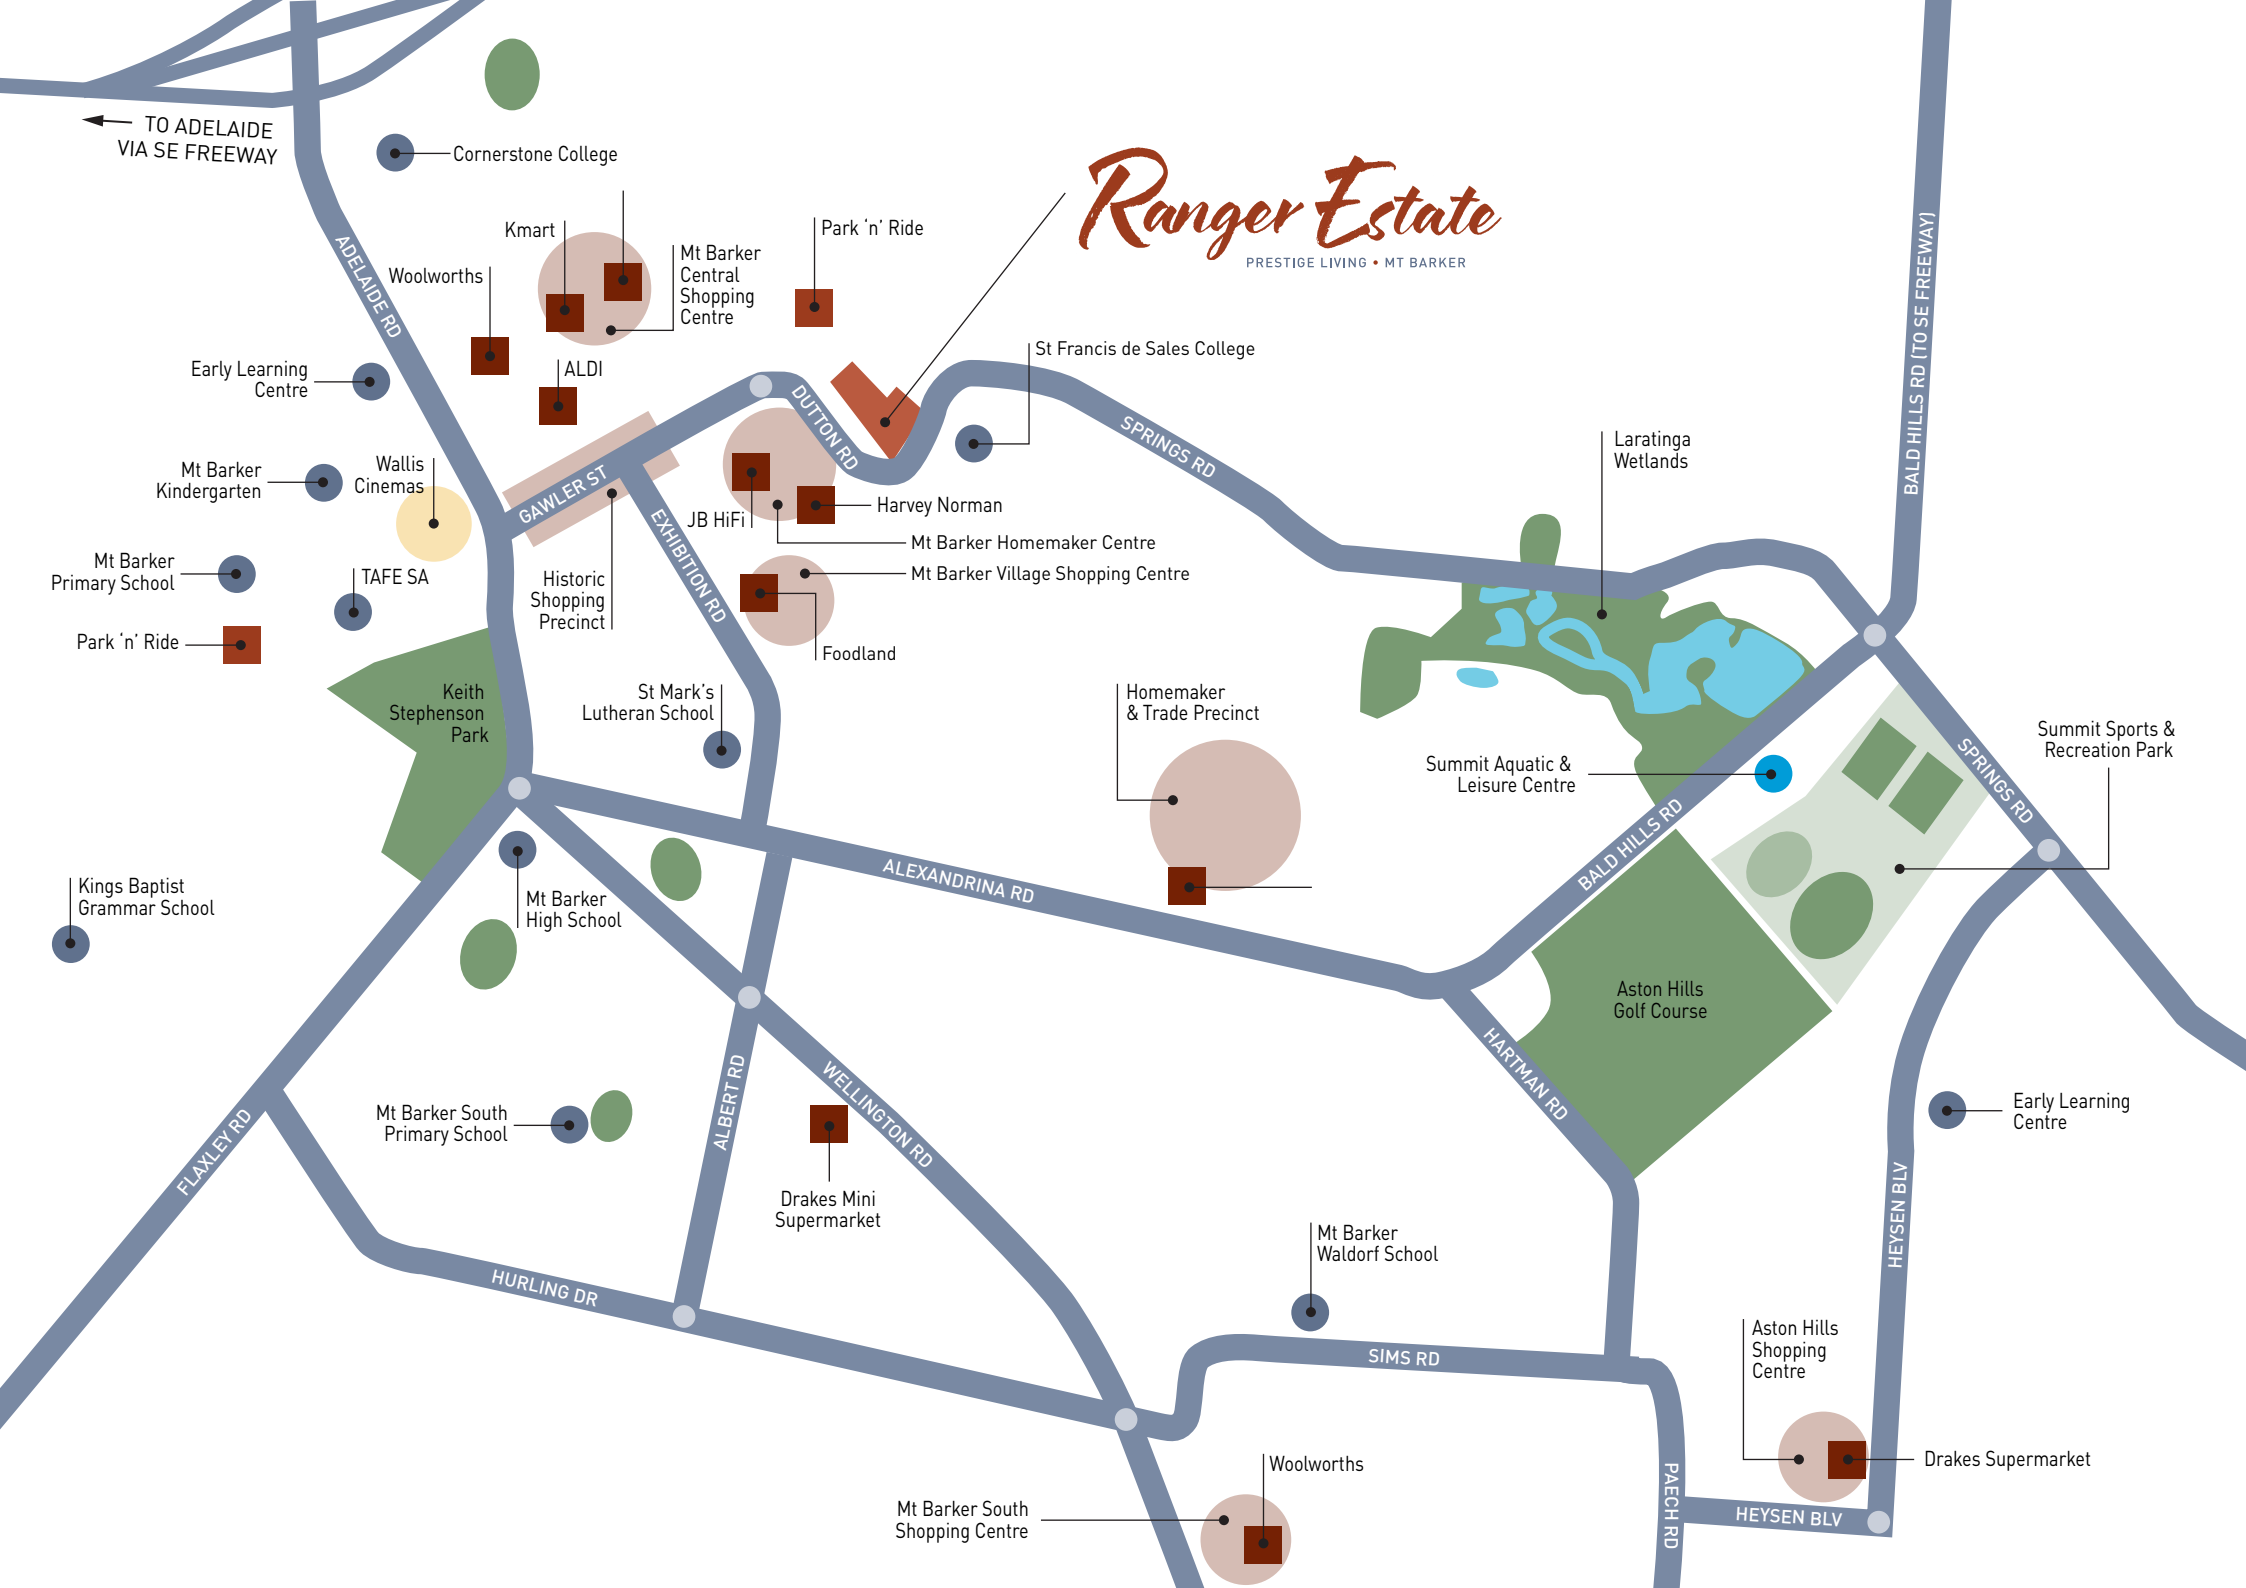 TO ADELAIDE
VIA SE FREEWAY
Cornerstone College
Ranger Estate
PRESTIGE LIVING • MT BARKER
Kmart
Woolworths
Mt Barker
Central
Shopping
Centre
Park ‘n’ Ride
ADELAIDE RD
BALD HILLS RD (TO SE FREEWAY)
Early Learning
Centre
ALDI
St Francis de Sales College
DUTTON RD
SPRINGS RD
Laratinga
Wetlands
Mt Barker
Kindergarten
Wallis
Cinemas
GAWLER ST
JB HiFi
Harvey Norman
Mt Barker Homemaker Centre
Mt Barker Village Shopping Centre
EXHIBITION RD
Mt Barker
Primary School
TAFE SA
Historic
Shopping
Precinct
Park ‘n’ Ride
Foodland
Keith
Stephenson
Park
St Mark’s
Lutheran School
Homemaker
& Trade Precinct
Summit Aquatic &
Leisure Centre
Summit Sports &
Recreation Park
SPRINGS RD
BALD HILLS RD
ALEXANDRINA RD
Kings Baptist
Grammar School
Mt Barker
High School
Aston Hills
Golf Course
HARTMAN RD
FLAXLEY RD
Mt Barker South
Primary School
ALBERT RD
WELLINGTON RD
Early Learning
Centre
Drakes Mini
Supermarket
HEYSEN BLV
Mt Barker
Waldorf School
HURLING DR
SIMS RD
Aston Hills
Shopping
Centre
Drakes Supermarket
Woolworths
Mt Barker South
Shopping Centre
PAECH RD
HEYSEN BLV